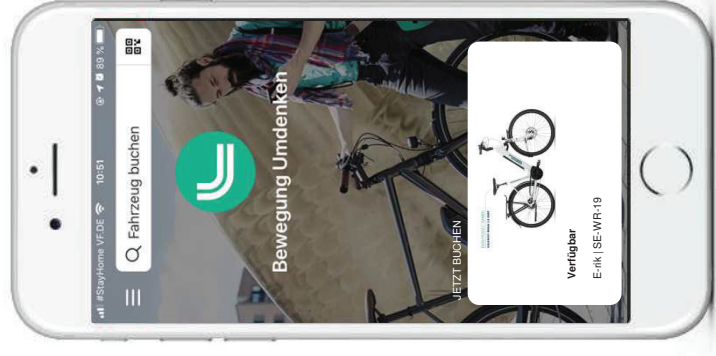 #StayHome VF.DE 10:51 89 %
Fahrzeug buchen
Bewegung Umdenken
JETZT BUCHEN
Verfügbar
E-rik | SE-WR-19